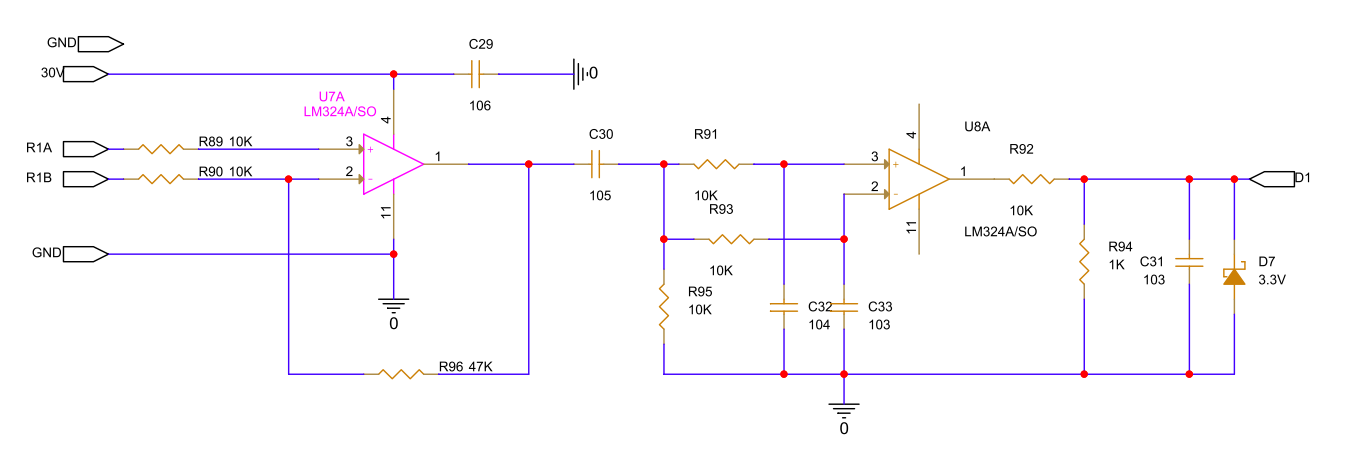 GND
C29
30V
0
U7A
LM324A/SO
106
4
U8A
C30
R91
4
R92
R1A
R89 10K
3
1
3
1
R1B
R90 10K
2
2
D1
105
10K
R93
11
11
10K
LM324A/SO
GND
R94
1K
C31
103
D7
3.3V
10K
R95
10K
C32
104
C33
103
0
R96 47K
0